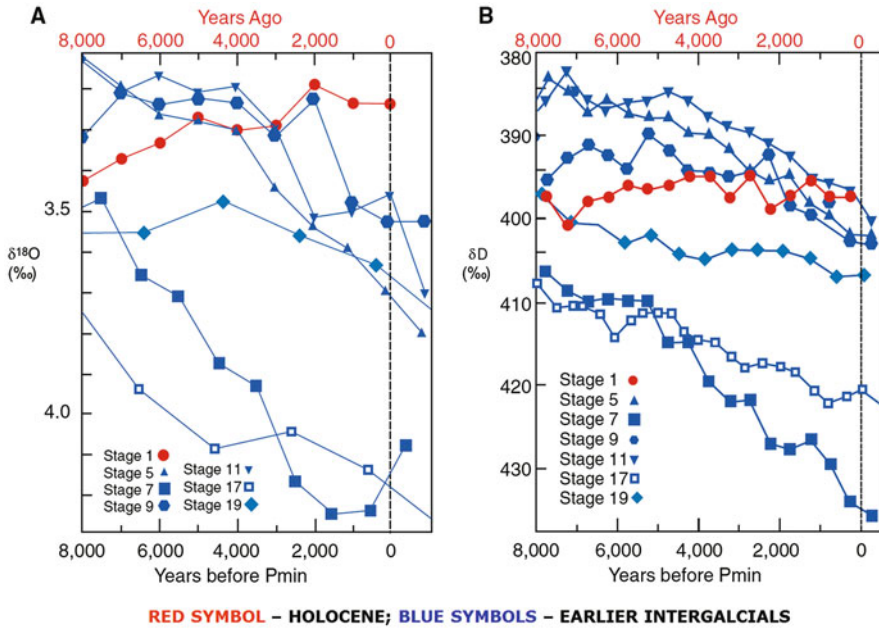 A
Years Ago
8,000 6,000 4,000 2,000 0
3.5
δ18O
(‰)
4.0
Stage 1
Stage 5
Stage 7
Stage 9
Stage 11
Stage 17
Stage 19
8,000 6,000 4,000 2,000 0
Years before Pmin
B
Years Ago
8,000 6,000 4,000 2,000 0
380
390
400
δD
(‰)
410
420
430
Stage 1
Stage 5
Stage 7
Stage 9
Stage 11
Stage 17
Stage 19
8,000 6,000 4,000 2,000 0
Years before Pmin
RED SYMBOL – HOLOCENE; BLUE SYMBOLS – EARLIER INTERGALCIALS